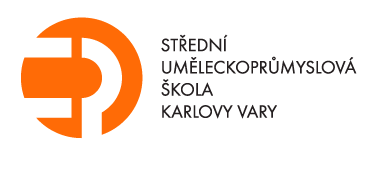 STŘEDNÍ
UMĚLECKOPRŮMYSLOVÁ
ŠKOLA
KARLOVY VARY